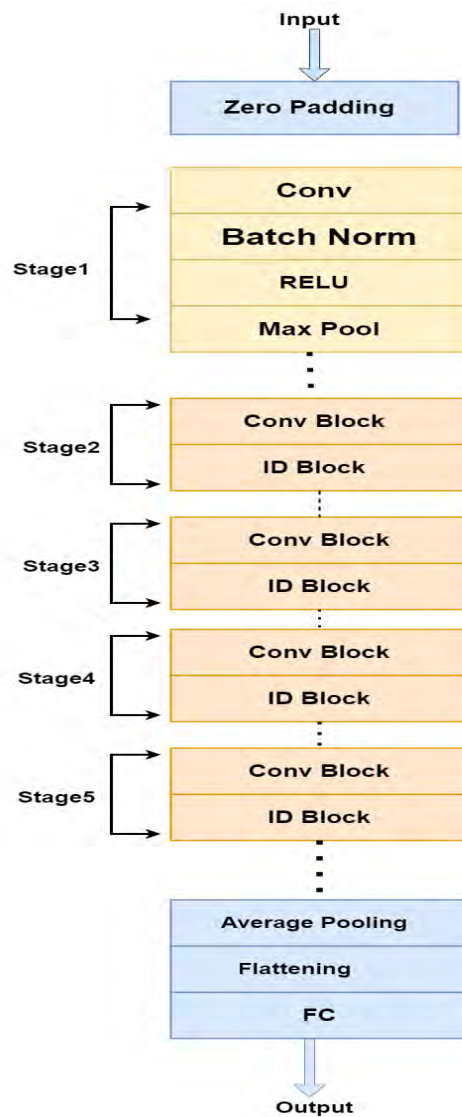 Input
Zero Padding
Conv
Batch Norm
Stage1
RELU
Max Pool
Conv Block
Stage2
ID Block
Conv Block
Stage3
ID Block
Conv Block
Stage4
ID Block
Conv Block
Stage5
ID Block
Average Pooling
Flattening
FC
Output